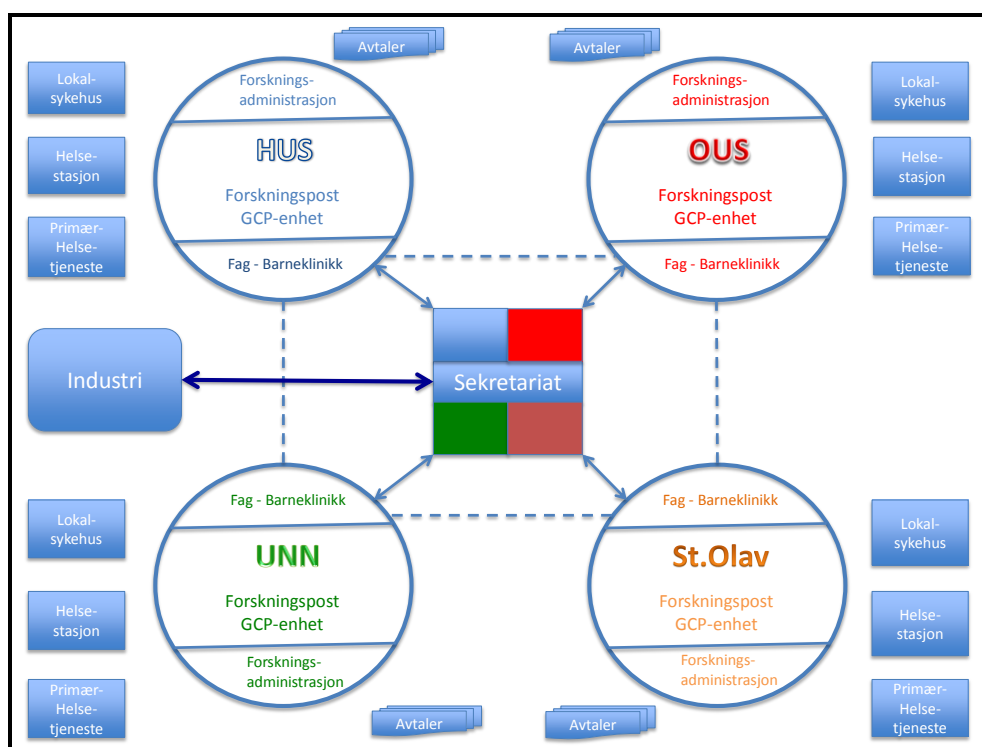 Avtaler
Avtaler
Lokal-
sykehus
Forsknings-
administrasjon
Forsknings-
administrasjon
Lokal-
sykehus
Helse-
stasjon
HUS
OUS
Helse-
stasjon
Forskningspost
GCP-enhet
Forskningspost
GCP-enhet
Primær-
Helse-
tjeneste
Fag - Barneklinikk
Fag - Barneklinikk
Primær-
Helse-
tjeneste
Industri
Sekretariat
Lokal-
sykehus
Fag - Barneklinikk
Fag - Barneklinikk
Lokal-
sykehus
UNN
St.Olav
Helse-
stasjon
Forskningspost
GCP-enhet
Forskningspost
GCP-enhet
Helse-
stasjon
Forsknings-
administrasjon
Forsknings-
administrasjon
Primær-
Helse-
tjeneste
Primær-
Helse-
tjeneste
Avtaler
Avtaler